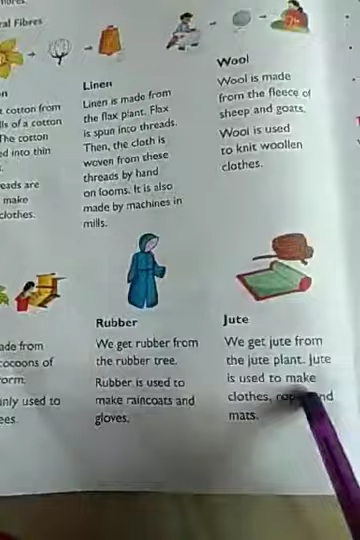 ral Fibres
cotton from
lls of a cotton
The cotton
ed into thin
eads are
make
clothes.
Linen
Linen is made from
the flax plant. Flax
is spun into threads.
Then, the cloth is
woven from these
threads by hand
on looms. It is also
made by machines in
mills.
Wool
Wool is made
from the fleece of
sheep and goats.
Wool is used
to knit woollen
clothes.
ade from
cocoons of
orm.
inly used to
ees.
Rubber
We get rubber from
the rubber tree.
Rubber is used to
make raincoats and
gloves.
Jute
We get jute from
the jute plant. Jute
is used to make
clothes, rop nd
mats.